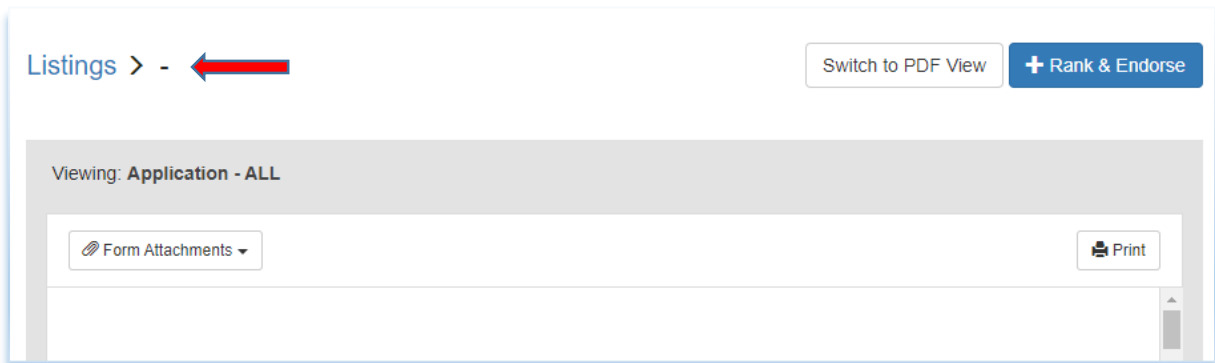 Listings > -
Switch to PDF View
+ Rank & Endorse
Viewing: Application - ALL
Form Attachments
Print